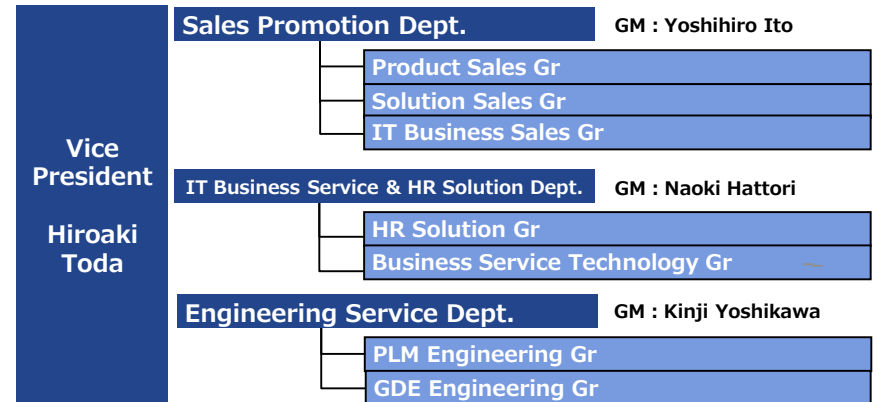 Vice
President
Hiroaki
Toda
Sales Promotion Dept.
GM : Yoshihiro Ito
Product Sales Gr
Solution Sales Gr
IT Business Sales Gr
IT Business Service & HR Solution Dept.
GM : Naoki Hattori
HR Solution Gr
Business Service Technology Gr
Engineering Service Dept.
GM : Kinji Yoshikawa
PLM Engineering Gr
GDE Engineering Gr